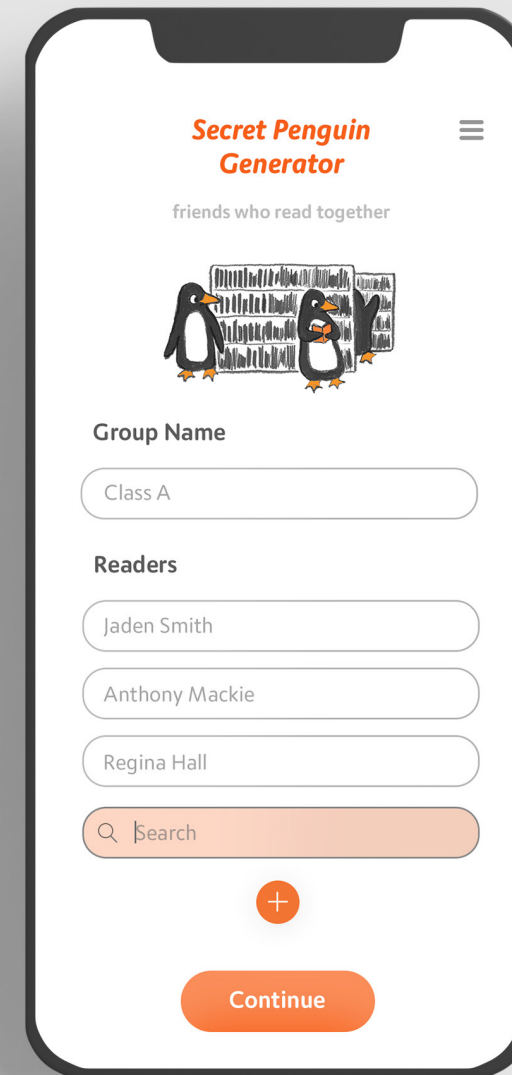 Secret Penguin
Generator
friends who read together
Group Name
Class A
Readers
Jaden Smith
Anthony Mackie
Regina Hall
Search
Continue